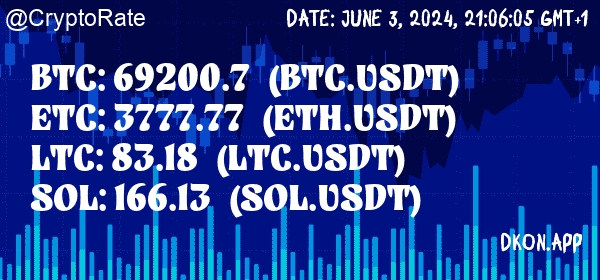 @CryptoRate
DATE: JUNE 3, 2024, 21:06:05 GMT+1
BTC: 69200.7 (BTC.USDT)
ETC: 3777.77 (ETH.USDT)
LTC: 83.18 (LTC.USDT)
SOL: 166.13 (SOL.USDT)
DKON.APP